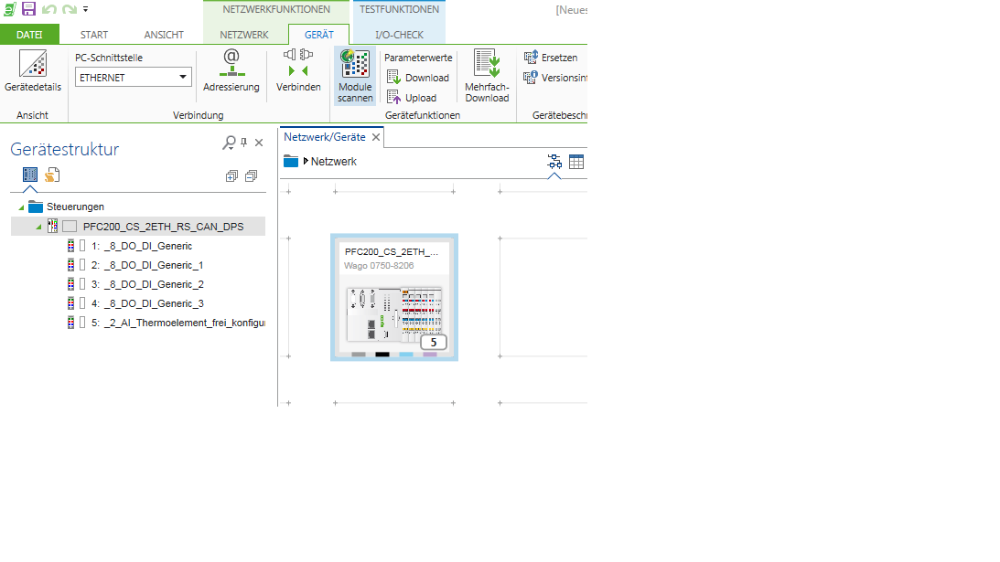 NETZWERKFUNKTIONEN TESTFUNKTIONEN [Neues
DATEI START ANSICHT NETZWERK GERÄT I/O-CHECK
PC-Schnittstelle
ETHERNET
Gerätedetails
Adressierung
Verbinden
Module scannen
Parameterwerte
Download
Upload
Mehrfach-
Download
Ersetzen
Versionsinf
Ansicht Verbindung Gerätefunktionen Gerätebeschr
Gerätestruktur
Netzwerk/Geräte
Netzwerk
Steuerungen
PFC200_CS_2ETH_RS_CAN_DPS
1: _8_DO_DI_Generic
2: _8_DO_DI_Generic_1
3: _8_DO_DI_Generic_2
4: _8_DO_DI_Generic_3
5: _2_AI_Thermoelement_frei_konfigu
PFC200_CS_2ETH_...
Wago 0750-8206
5